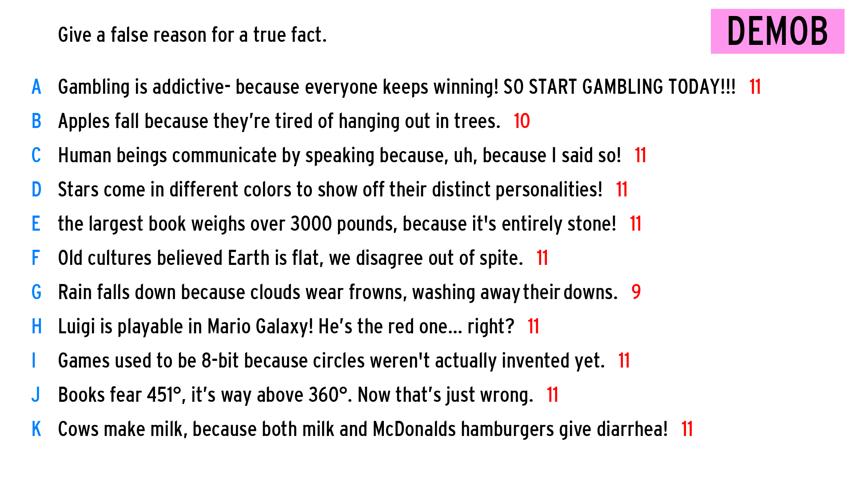 Give a false reason for a true fact.
DEMOB
A Gambling is addictive- because everyone keeps winning! SO START GAMBLING TODAY!!! 11
B Apples fall because they're tired of hanging out in trees. 10
C Human beings communicate by speaking because, uh, because I said so! 11
D Stars come in different colors to show off their distinct personalities! 11
E the largest book weighs over 3000 pounds, because it's entirely stone! 11
F Old cultures believed Earth is flat, we disagree out of spite. 11
G Rain falls down because clouds wear frowns, washing away their downs. 9
H Luigi is playable in Mario Galaxy! He's the red one... right? 11
I Games used to be 8-bit because circles weren't actually invented yet. 11
J Books fear 451°, it's way above 360°. Now that's just wrong. 11
K Cows make milk, because both milk and McDonalds hamburgers give diarrhea! 11